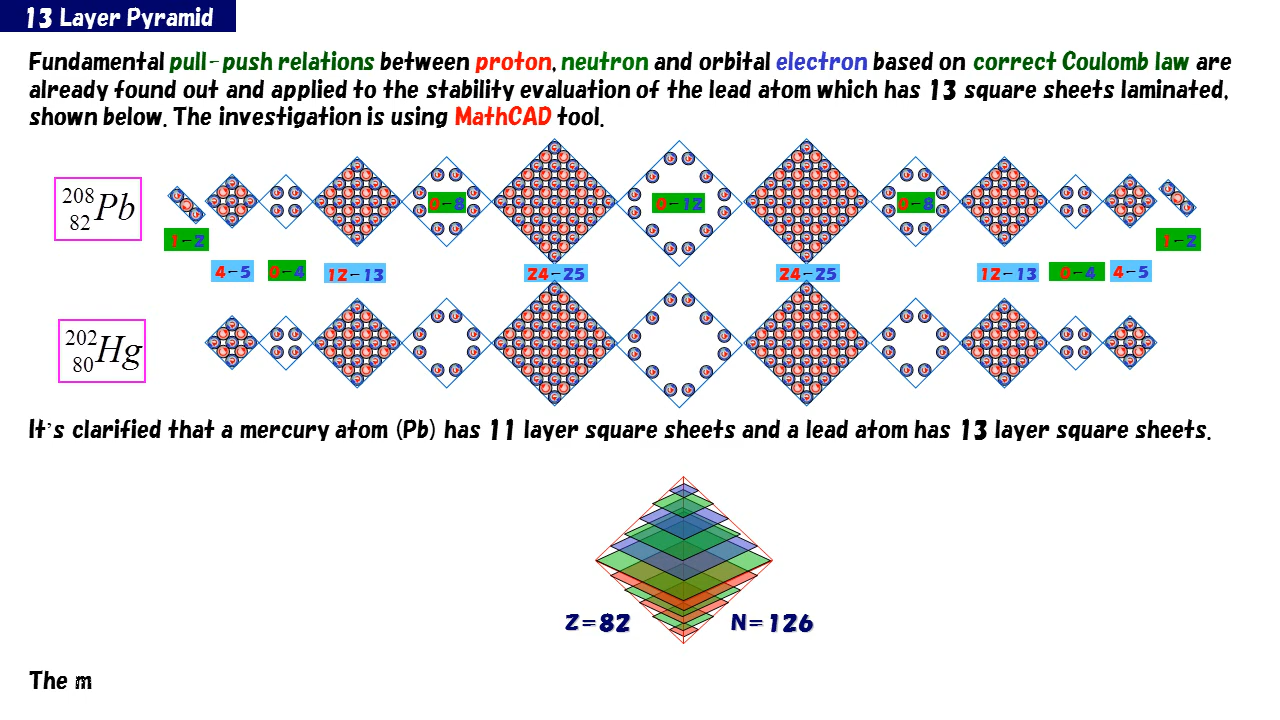 13 Layer Pyramid
Fundamental pull-push relations between proton, neutron and orbital electron based on correct Coulomb law are
already found out and applied to the stability evaluation of the lead atom which has 13 square sheets laminated,
shown below. The investigation is using MathCAD tool.
208
82 Pb
0-8 0-12 0-8
1-2 1-2
4-5 0-4 12-13 24-25 24-25 12-13 0-4 4-5
202
80 Hg
It's clarified that a mercury atom (Pb) has 11 layer square sheets and a lead atom has 13 layer square sheets.
Z=82 N=126
The m